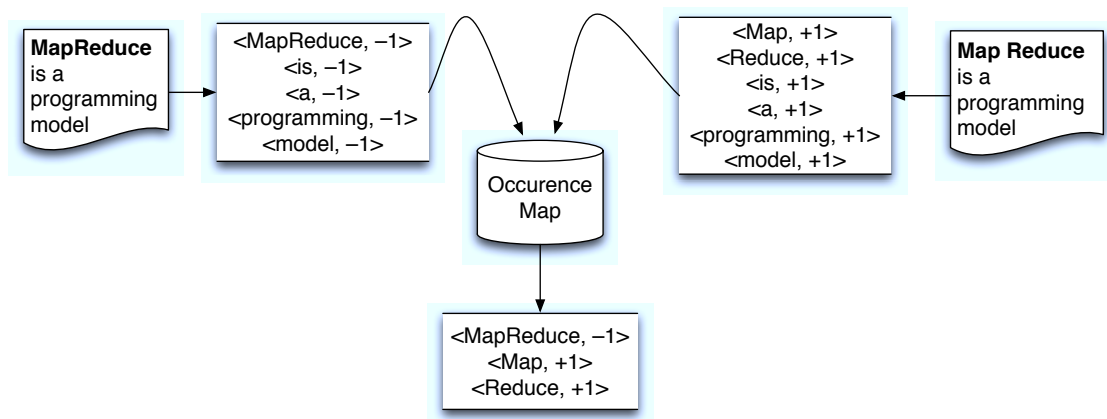 MapReduce
is a
programming
model
<MapReduce, –1>
<is, –1>
<a, –1>
<programming, –1>
<model, –1>
<Map, +1>
<Reduce, +1>
<is, +1>
<a, +1>
<programming, +1>
<model, +1>
Map Reduce
is a
programming
model
Occurence
Map
<MapReduce, –1>
<Map, +1>
<Reduce, +1>